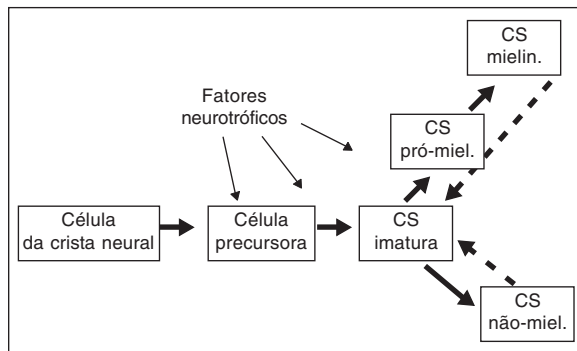 CS
mielin.
Fatores
neurotróficos
CS
pró-miel.
Célula
da crista neural
Célula
precursora
CS
imatura
CS
não-miel.